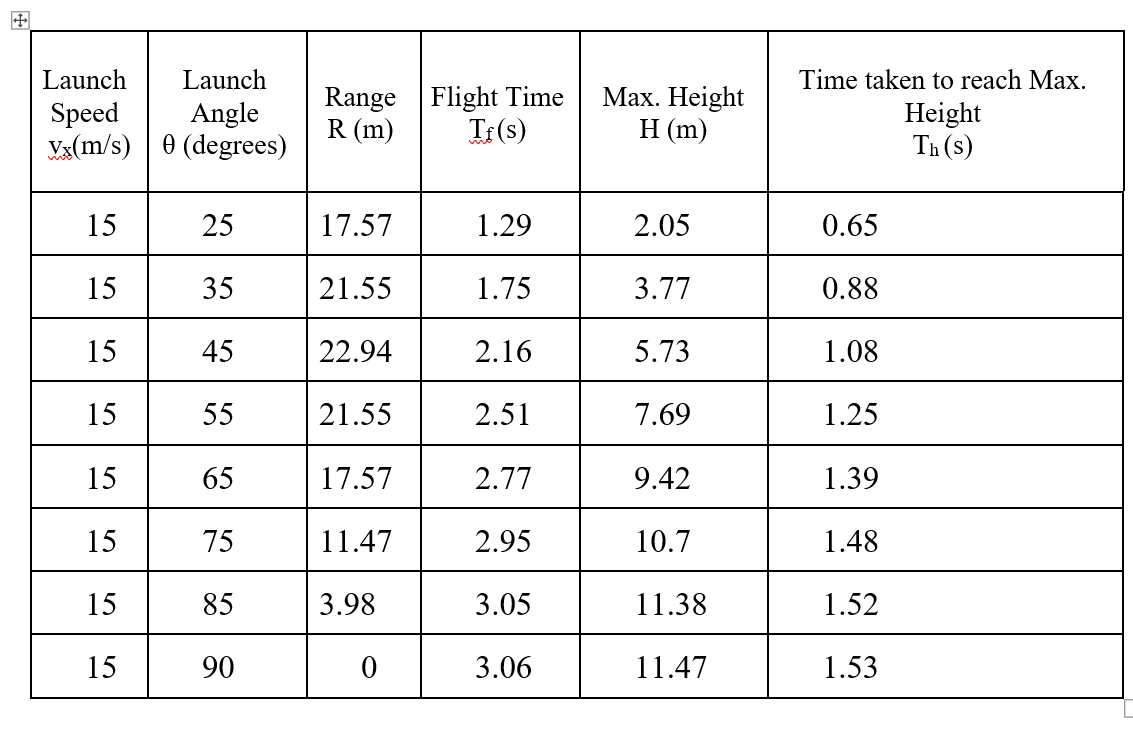 Launch Speed vₓ(m/s) Launch Angle θ (degrees) Range R (m) Flight Time Tf (s) Max. Height H (m) Time taken to reach Max. Height Th (s)
15 25 17.57 1.29 2.05 0.65
15 35 21.55 1.75 3.77 0.88
15 45 22.94 2.16 5.73 1.08
15 55 21.55 2.51 7.69 1.25
15 65 17.57 2.77 9.42 1.39
15 75 11.47 2.95 10.7 1.48
15 85 3.98 3.05 11.38 1.52
15 90 0 3.06 11.47 1.53